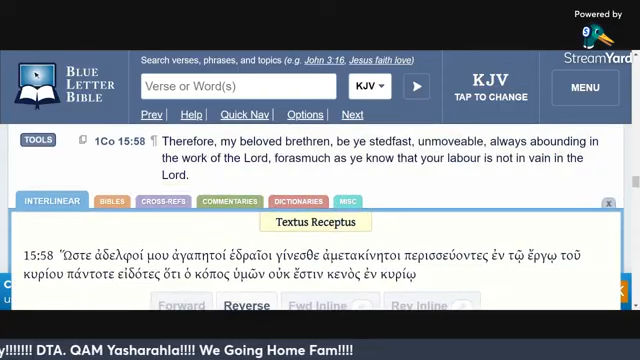 Powered by
StreamYard
BLUE
LETTER
BIBLE
Search verses, phrases, and topics (e.g. John 3:16, Jesus faith love)
Verse or Word(s)
KJV
KJV
TAP TO CHANGE
MENU
Prev Help Quick Nav Options Next
TOOLS 1Co 15:58 ¶ Therefore, my beloved brethren, be ye stedfast, unmoveable, always abounding in
the work of the Lord, forasmuch as ye know that your labour is not in vain in the
Lord.
INTERLINEAR BIBLES CROSS-REFS COMMENTARIES DICTIONARIES MISC x
Textus Receptus
15:58 Ὥστε ἀδελφοί μου ἀγαπητοί ἑδραῖοι γίνεσθε ἀμετακίνητοι περισσεύοντες ἐν τῷ ἔργῳ τοῦ
κυρίου πάντοτε εἰδότες ὅτι ὁ κόπος ὑμῶν οὐκ ἔστιν κενὸς ἐν κυρίῳ
Forward Reverse Fwd Inline Rev Inline
y!!!!!!! DTA. QAM Yasharahla!!!! We Going Home Fam!!!!